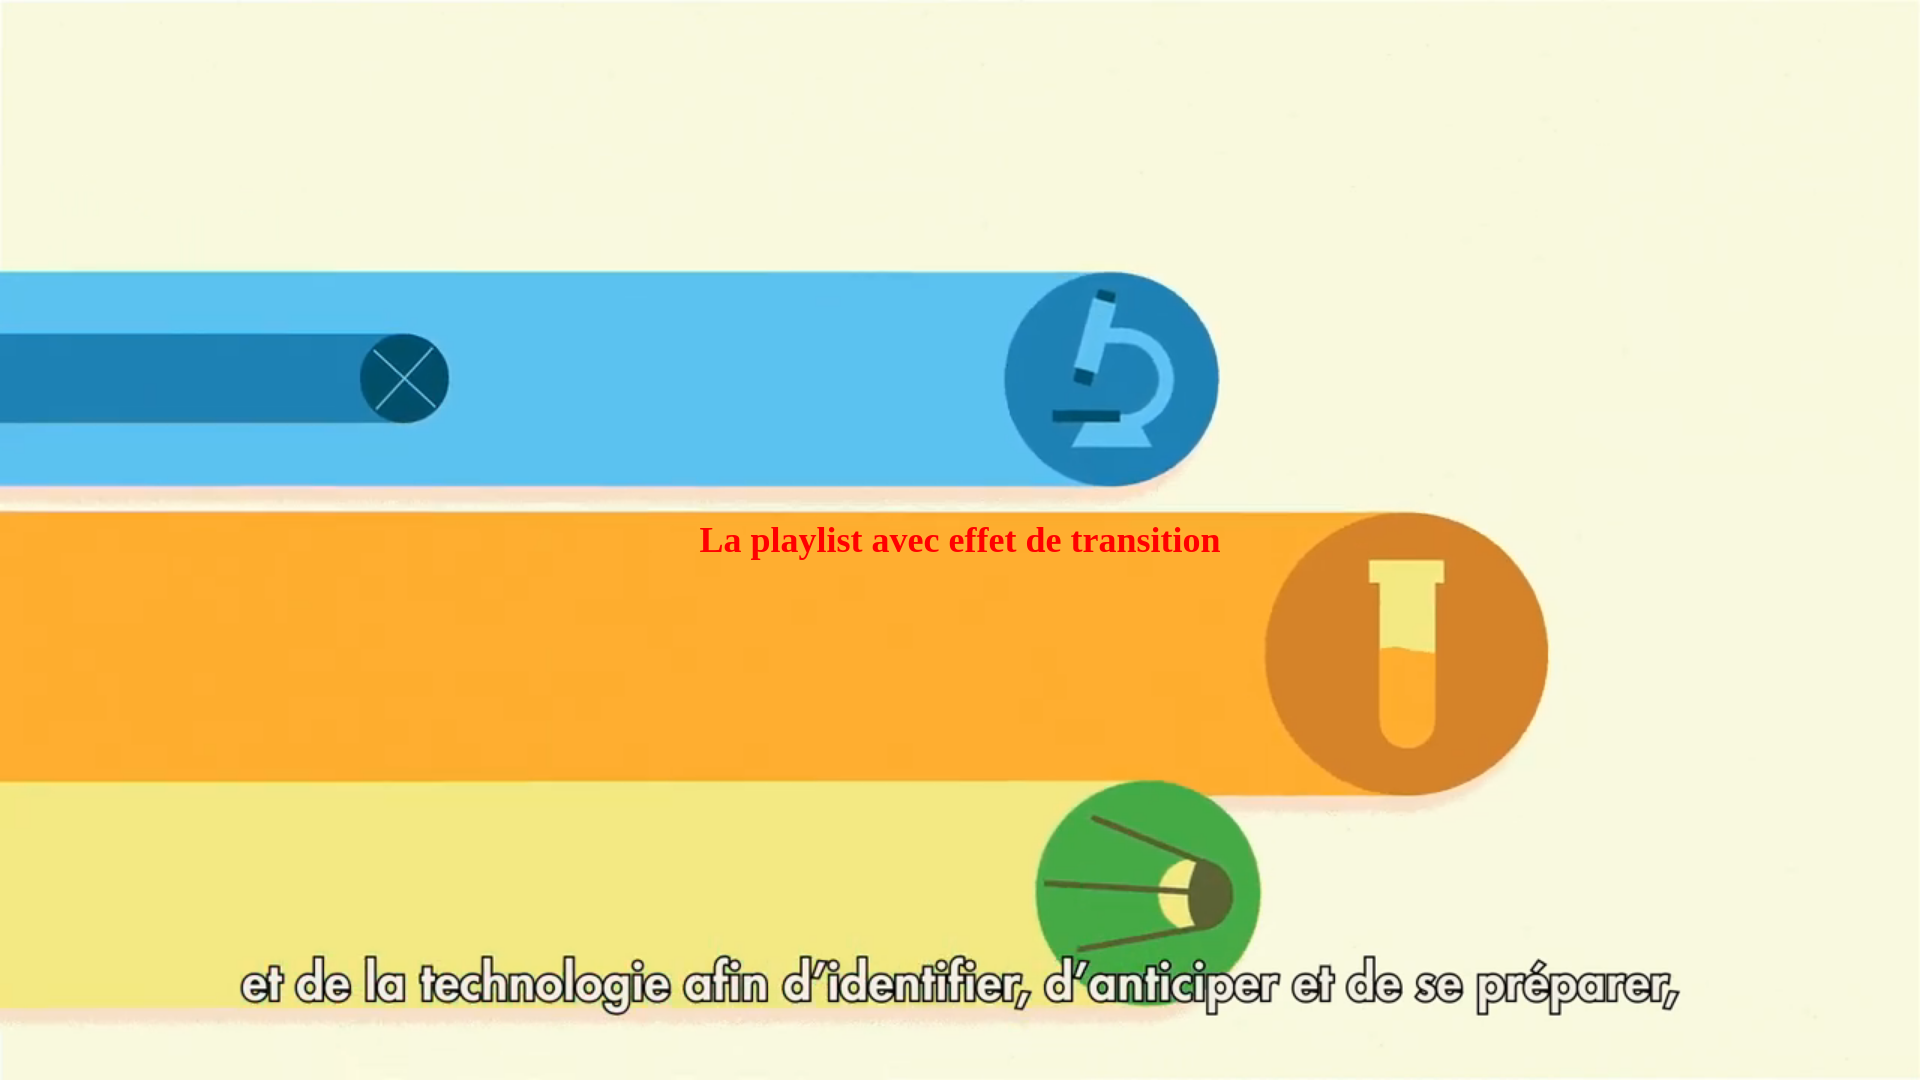 La playlist avec effet de transition
et de la technologie afin d’identifier, d’anticiper et de se préparer,